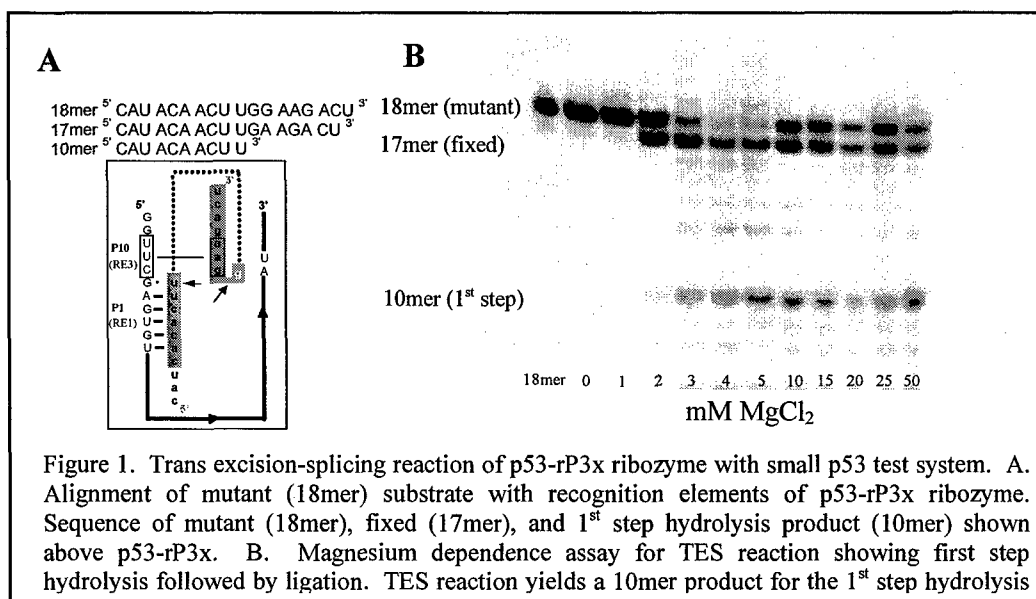 A
B
18mer 5' CAU ACA ACU UGG AAG ACU 3'
17mer 5' CAU ACA ACU UGA AGA CU 3'
10mer 5' CAU ACA ACU U 3'
18mer (mutant)
17mer (fixed)
10mer (1st step)
5'
G
G
U
U
C
G
A
G
U
G
U
P10
(RE3)
P1
(RE1)
u
a
c
5'
3'
3'
U
A
18mer 0 1 2 3 4 5 10 15 20 25 50
mM MgCl2
Figure 1. Trans excision-splicing reaction of p53-rP3x ribozyme with small p53 test system. A.
Alignment of mutant (18mer) substrate with recognition elements of p53-rP3x ribozyme.
Sequence of mutant (18mer), fixed (17mer), and 1st step hydrolysis product (10mer) shown
above p53-rP3x. B. Magnesium dependence assay for TES reaction showing first step
hydrolysis followed by ligation. TES reaction yields a 10mer product for the 1st step hydrolysis